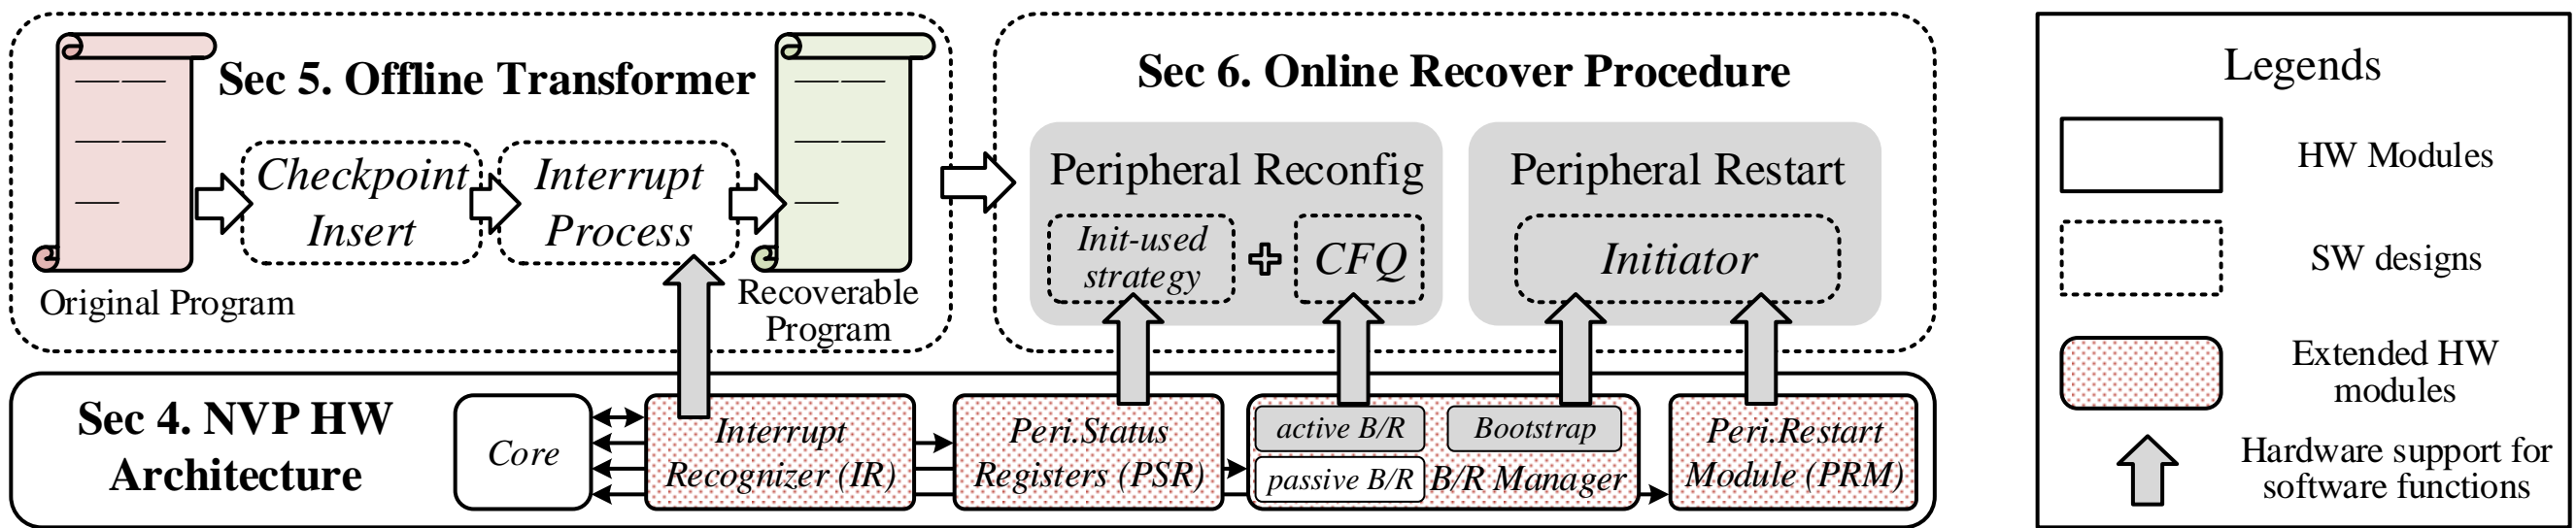 Sec 5. Offline Transformer
Checkpoint
Insert
Interrupt
Process
Original Program
Recoverable
Program
Sec 6. Online Recover Procedure
Peripheral Reconfig
Init-used
strategy
CFQ
Peripheral Restart
Initiator
Sec 4. NVP HW
Architecture
Core
Interrupt
Recognizer (IR)
Peri.Status
Registers (PSR)
active B/R
Bootstrap
passive B/R
B/R Manager
Peri.Restart
Module (PRM)
Legends
HW Modules
SW designs
Extended HW
modules
Hardware support for
software functions